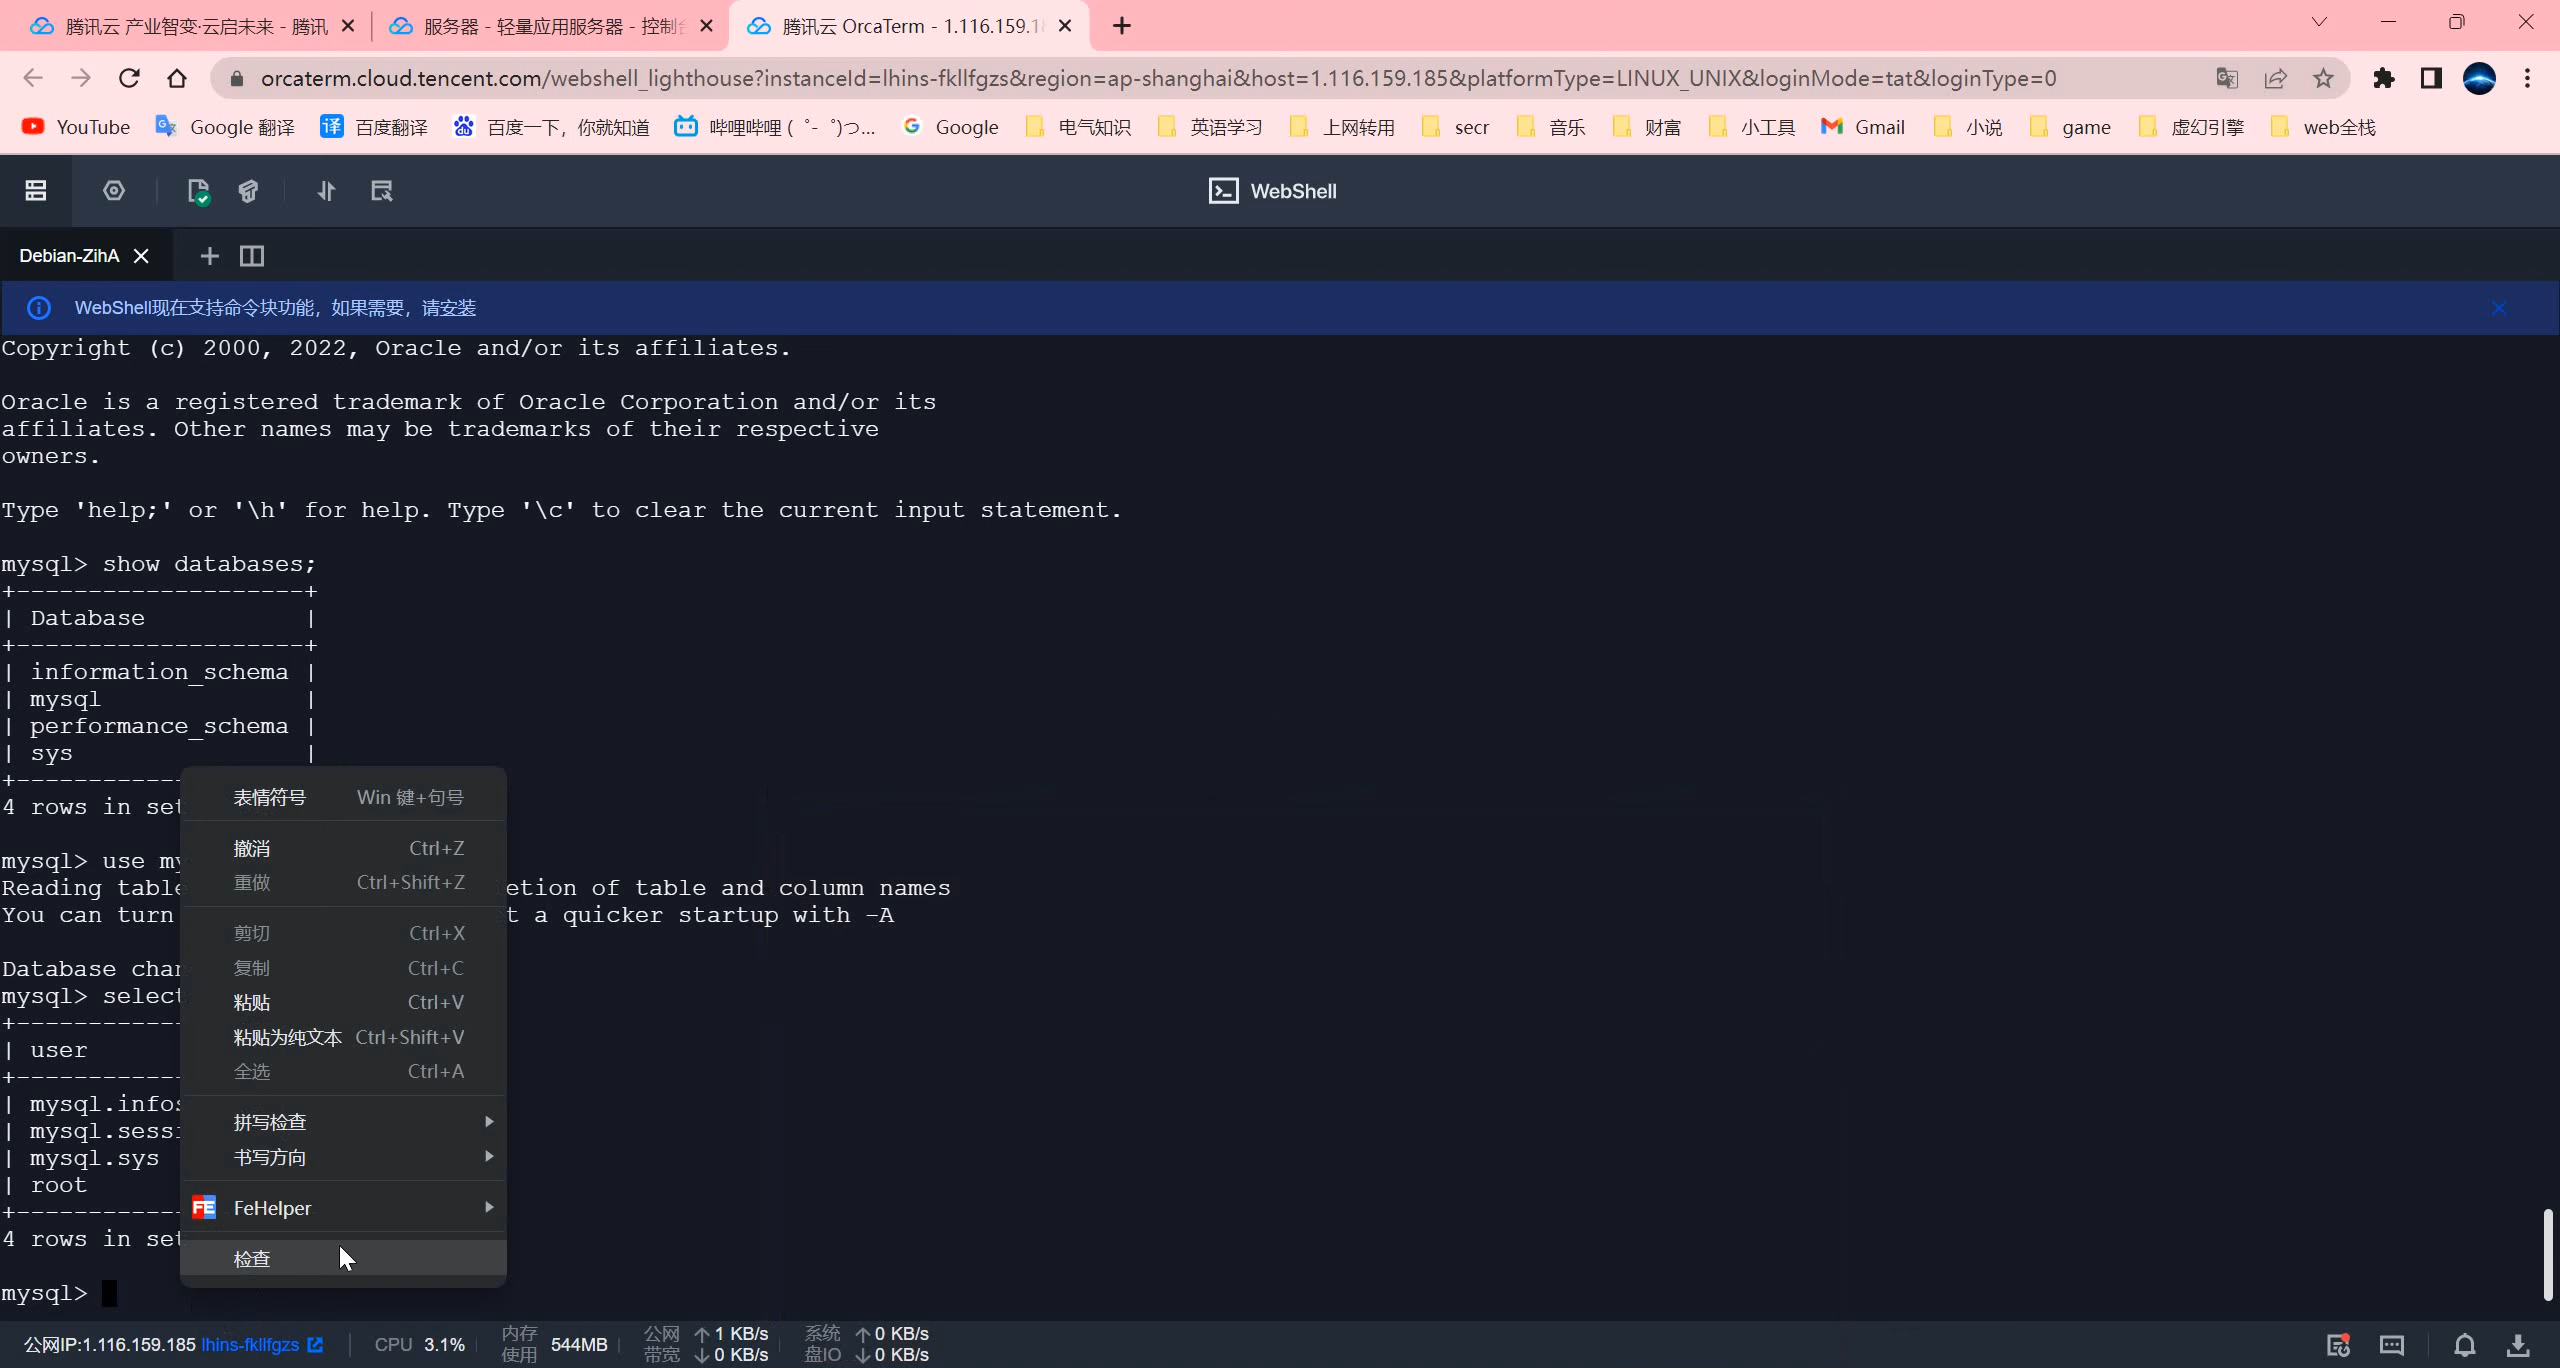 腾讯云 产业智变·云启未来 - 腾讯
服务器 - 轻量应用服务器 - 控制
腾讯云 OrcaTerm - 1.116.159.1
orcaterm.cloud.tencent.com/webshell_lighthouse?instanceId=lhins-fkllfgzs&region=ap-shanghai&host=1.116.159.185&platformType=LINUX_UNIX&loginMode=tat&loginType=0
YouTube Google 翻译 百度翻译 百度一下，你就知道 哔哩哔哩 ( ゜- ゜)つ... Google 电气知识 英语学习 上网转用 secr 音乐 财富 小工具 Gmail 小说 game 虚幻引擎 web全栈
WebShell
Debian-ZihA
WebShell现在支持命令块功能，如果需要，请安装
Copyright (c) 2000, 2022, Oracle and/or its affiliates.
Oracle is a registered trademark of Oracle Corporation and/or its
affiliates. Other names may be trademarks of their respective
owners.
Type 'help;' or '\h' for help. Type '\c' to clear the current input statement.
mysql> show databases;
+--------------------+
| Database           |
+--------------------+
| information_schema |
| mysql              |
| performance_schema |
| sys                |
+------------
4 rows in set
mysql> use my
Reading table
etion of table and column names
You can turn
t a quicker startup with -A
Database chan
mysql> select
+------------
| user
+------------
| mysql.infos
| mysql.sessi
| mysql.sys
| root
+------------
4 rows in set
mysql>
表情符号 Win 键+句号
撤消 Ctrl+Z
重做 Ctrl+Shift+Z
剪切 Ctrl+X
复制 Ctrl+C
粘贴 Ctrl+V
粘贴为纯文本 Ctrl+Shift+V
全选 Ctrl+A
拼写检查
书写方向
FE FeHelper
检查
公网IP:1.116.159.185 lhins-fkllfgzs
CPU 3.1%
内存使用 544MB
公网带宽 ↑ 1 KB/s ↓ 0 KB/s
系统盘IO ↑ 0 KB/s ↓ 0 KB/s